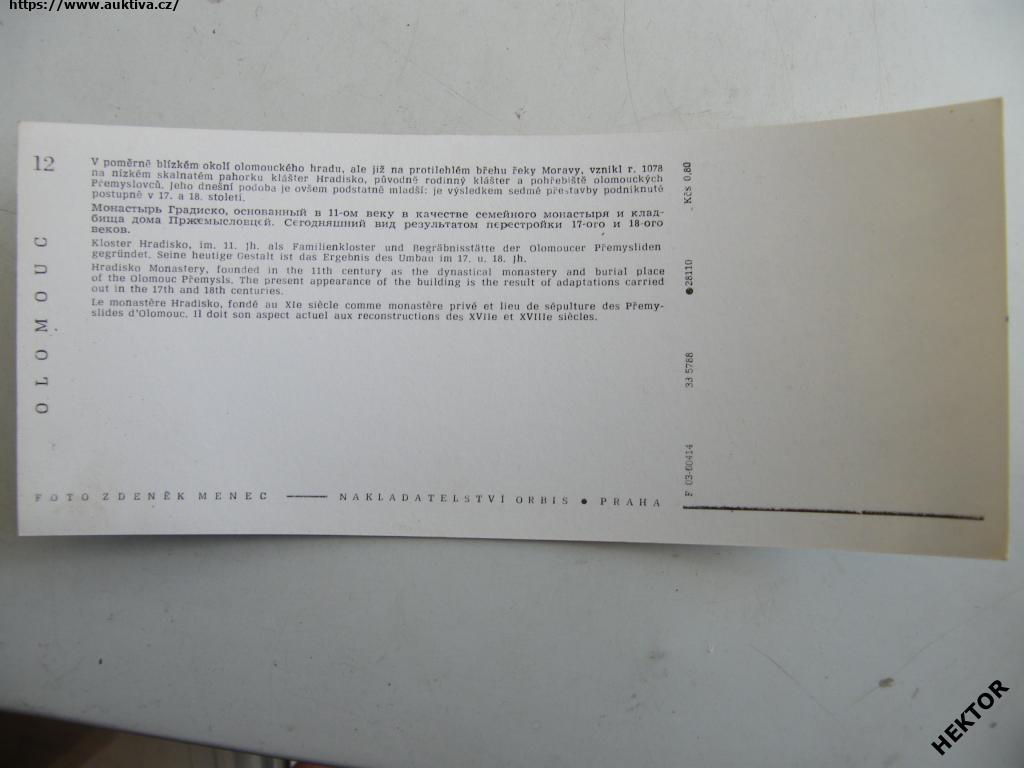 https://www.auktiva.cz/
12
V poměrně blízkém okolí olomouckého hradu, ale již na protilehlém břehu řeky Moravy, vznikl r. 1078
na nízkém skalnatém pahorku klášter Hradisko, původně rodinný klášter a pohřebiště olomouckých
Přemyslovců. Jeho dnešní podoba je ovšem podstatně mladší: je výsledkem sedmé přestavby podniknuté
postupně v 17. a 18. století.
Монастырь Градиско, основанный в 11-ом веку в качестве семейного монастыря и клад-
бища дома Пржемысловцей. Сегодняшний вид результатом перестройки 17-ого и 18-ого
веков.
Kloster Hradisko, im. 11. Jh. als Familienkloster und Begräbnisstätte der Olomoucer Přemysliden
gegründet. Seine heutige Gestalt ist das Ergebnis des Umbau im 17. u. 18. Jh.
Hradisko Monastery, founded in the 11th century as the dynastical monastery and burial place
of the Olomouc Přemysls. The present appearance of the building is the result of adaptations carried
out in the 17th and 18th centuries.
Le monastère Hradisko, fondé au XIe siècle comme monastère privé et lieu de sépulture des Přemy-
slides d'Olomouc. Il doit son aspect actuel aux reconstructions des XVIIe et XVIIIe siècles.
OLOMOUC
FOTO ZDENĚK MENEC — NAKLADATELSTVÍ ORBIS • PRAHA
F 03-60414 33 5788 •28110 Kčs 0,80
HEKTOR